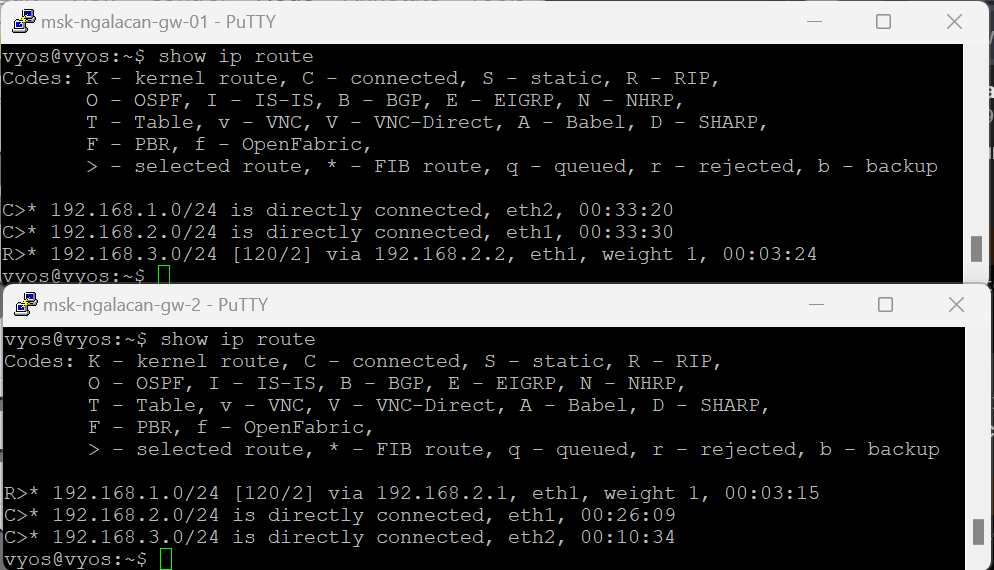 msk-ngalacan-gw-01 - PuTTY
vyos@vyos:~$ show ip route
Codes: K - kernel route, C - connected, S - static, R - RIP,
       O - OSPF, I - IS-IS, B - BGP, E - EIGRP, N - NHRP,
       T - Table, v - VNC, V - VNC-Direct, A - Babel, D - SHARP,
       F - PBR, f - OpenFabric,
       > - selected route, * - FIB route, q - queued, r - rejected, b - backup

C>* 192.168.1.0/24 is directly connected, eth2, 00:33:20
C>* 192.168.2.0/24 is directly connected, eth1, 00:33:30
R>* 192.168.3.0/24 [120/2] via 192.168.2.2, eth1, weight 1, 00:03:24
vyos@vyos:~$
msk-ngalacan-gw-2 - PuTTY
vyos@vyos:~$ show ip route
Codes: K - kernel route, C - connected, S - static, R - RIP,
       O - OSPF, I - IS-IS, B - BGP, E - EIGRP, N - NHRP,
       T - Table, v - VNC, V - VNC-Direct, A - Babel, D - SHARP,
       F - PBR, f - OpenFabric,
       > - selected route, * - FIB route, q - queued, r - rejected, b - backup

R>* 192.168.1.0/24 [120/2] via 192.168.2.1, eth1, weight 1, 00:03:15
C>* 192.168.2.0/24 is directly connected, eth1, 00:26:09
C>* 192.168.3.0/24 is directly connected, eth2, 00:10:34
vyos@vyos:~$